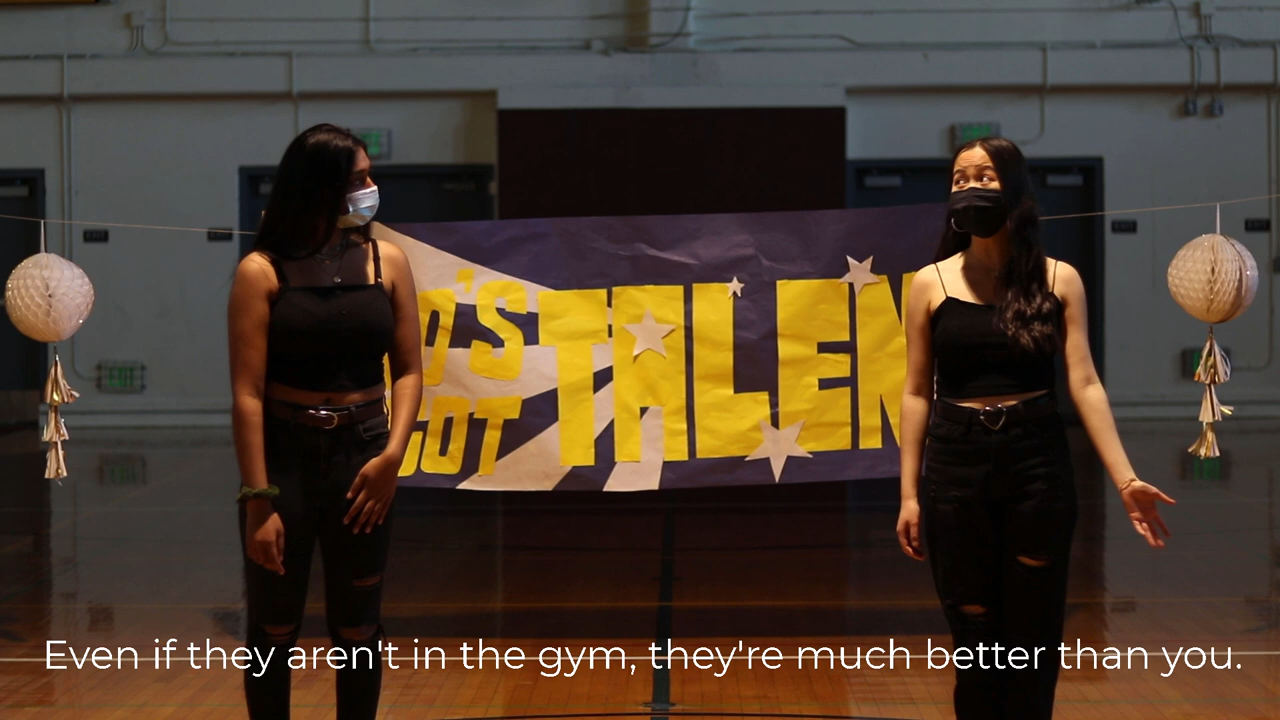 O'S
GOT
TALEN
Even if they aren't in the gym, they're much better than you.